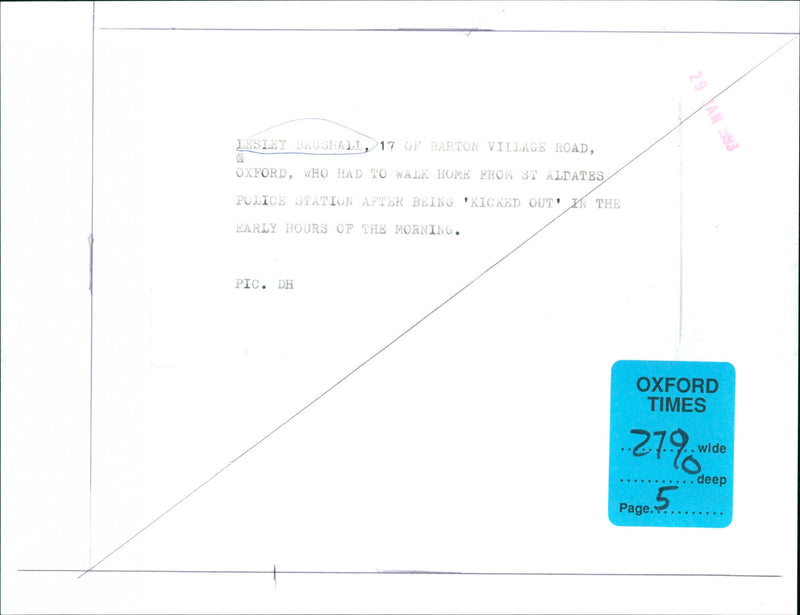 29 JAN 1993
LESLEY BAGSHALL, 17 OF BARTON VILLAGE ROAD,
&
OXFORD, WHO HAD TO WALK HOME FROM ST ALDATES
POLICE STATION AFTER BEING 'KICKED OUT' IN THE
EARLY HOURS OF THE MORNING.
PIC. DH
OXFORD
TIMES
27% wide
deep
Page 5